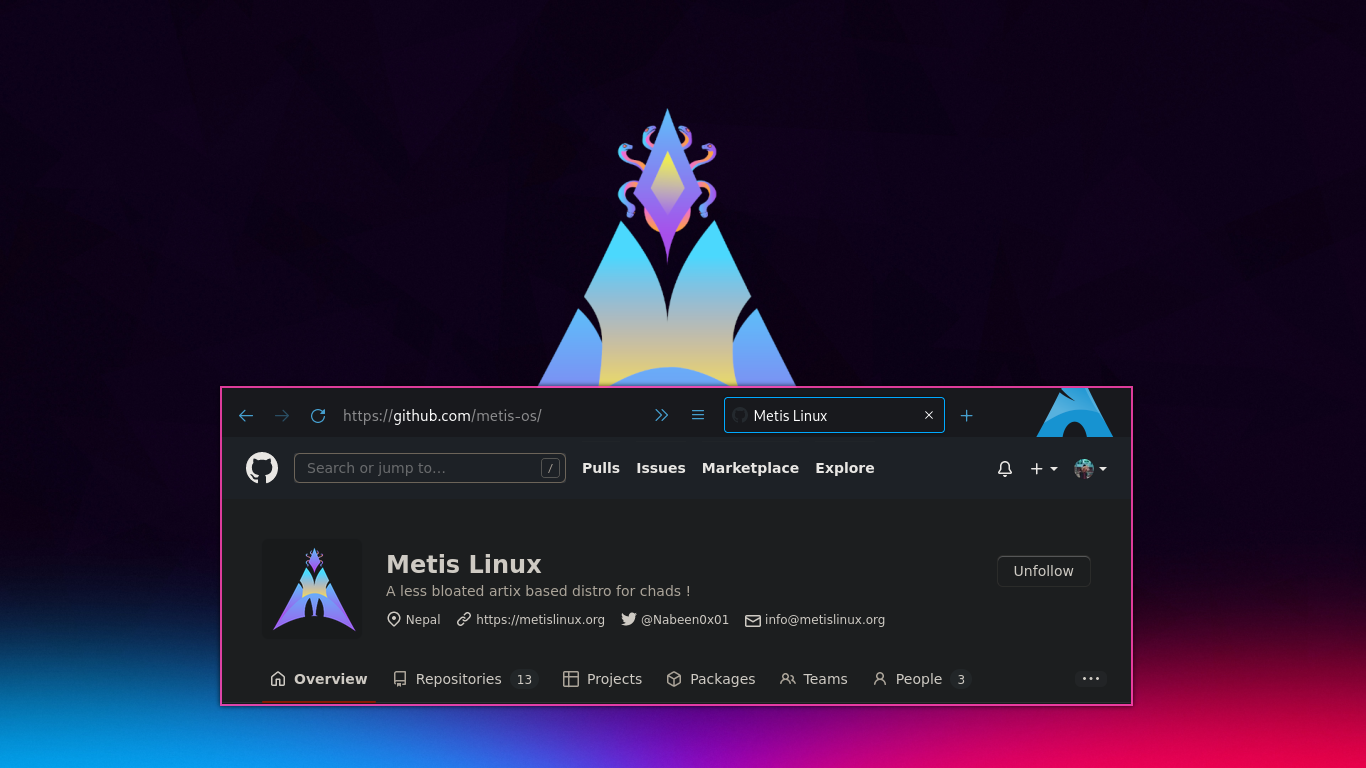 https://github.com/metis-os/ Metis Linux
Search or jump to... / Pulls Issues Marketplace Explore
Metis Linux
Unfollow
A less bloated artix based distro for chads !
Nepal https://metislinux.org @Nabeen0x01 info@metislinux.org
Overview Repositories 13 Projects Packages Teams People 3